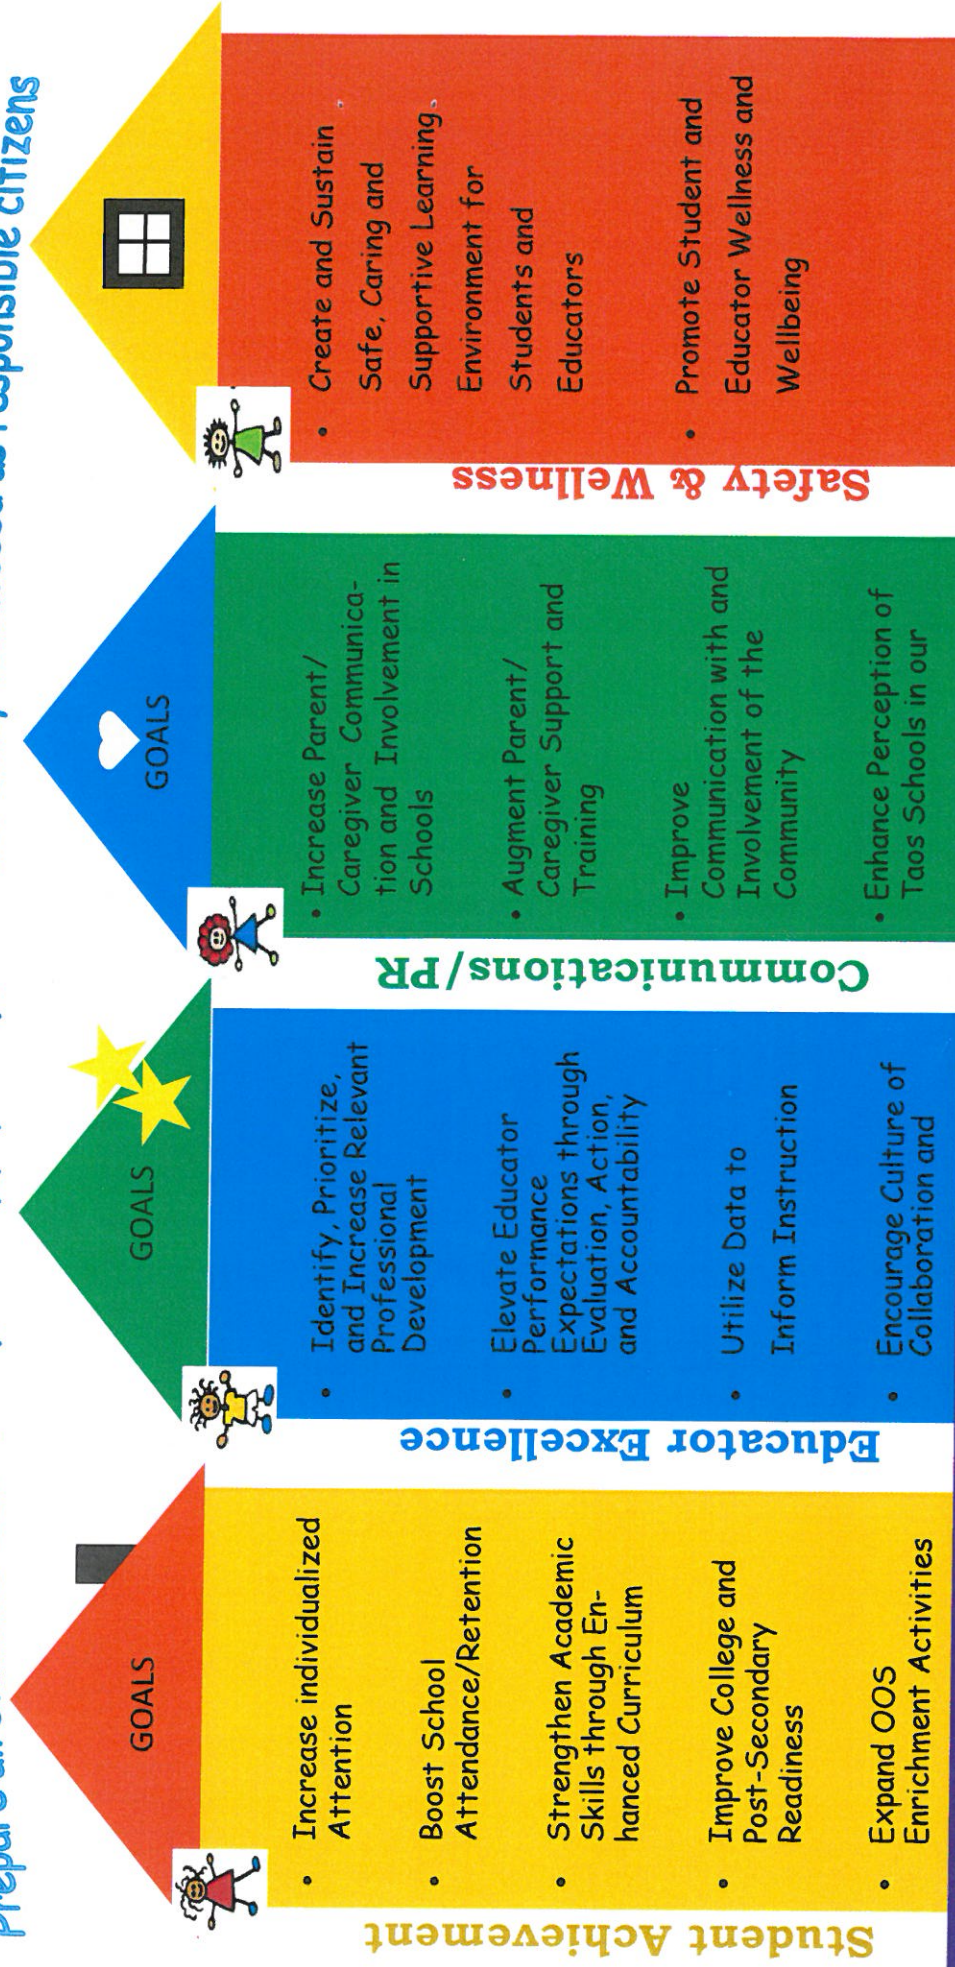 as responsible citizens
GOALS
Student Achievement
• Increase individualized
Attention
• Boost School
Attendance/Retention
• Strengthen Academic
Skills through En-
hanced Curriculum
• Improve College and
Post-Secondary
Readiness
• Expand OOS
Enrichment Activities
GOALS
Educator Excellence
• Identify, Prioritize,
and Increase Relevant
Professional
Development
• Elevate Educator
Performance
Expectations through
Evaluation, Action,
and Accountability
• Utilize Data to
Inform Instruction
• Encourage Culture of
Collaboration and
GOALS
Communications/PR
• Increase Parent/
Caregiver Communica-
tion and Involvement in
Schools
• Augment Parent/
Caregiver Support and
Training
• Improve
Communication with and
Involvement of the
Community
• Enhance Perception of
Taos Schools in our
Safety & Wellness
• Create and Sustain
Safe, Caring and
Supportive Learning
Environment for
Students and
Educators
• Promote Student and
Educator Wellness and
Wellbeing